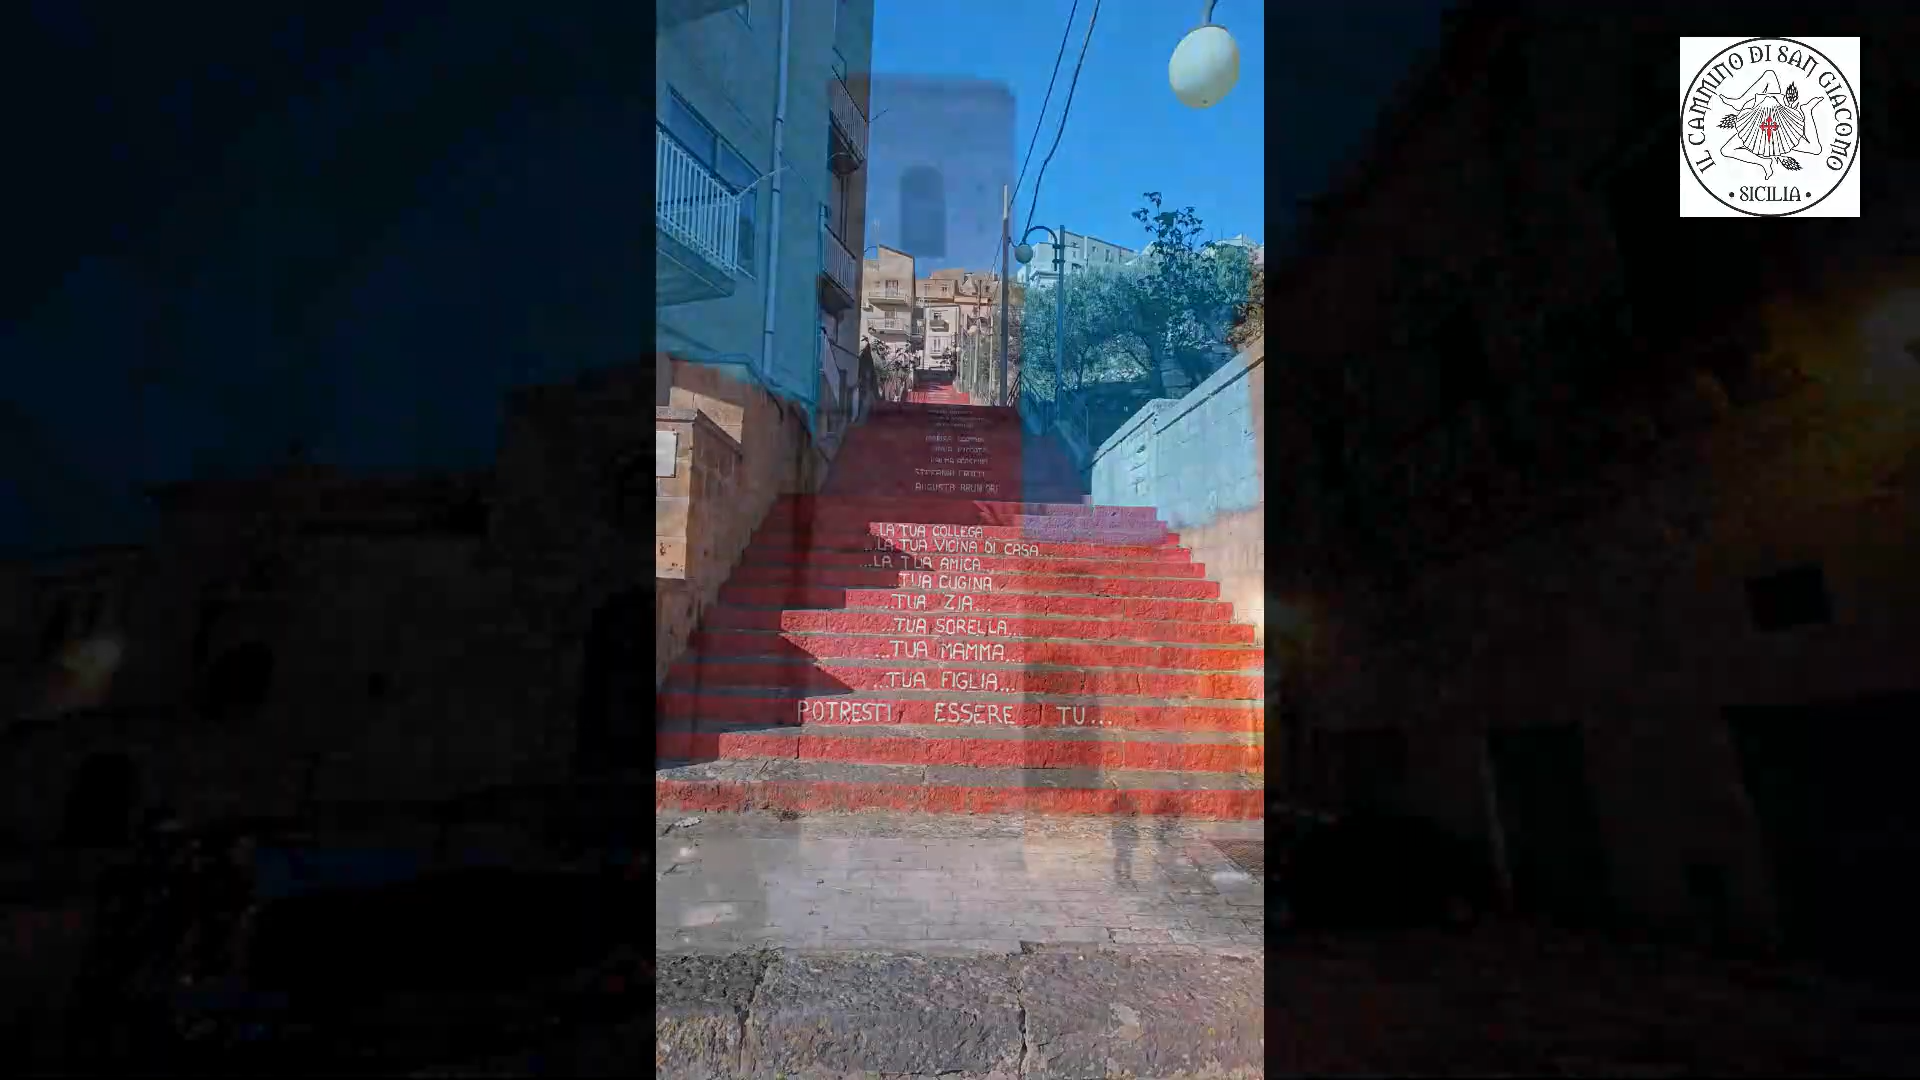 IL CAMMINO DI SAN GIACOMO
• SICILIA •
AUGUSTA
...LA TUA COLLEGA...
...LA TUA VICINA DI CASA...
...LA TUA AMICA...
...TUA CUGINA
...TUA ZIA...
...TUA SORELLA...
...TUA MAMMA...
...TUA FIGLIA...
POTRESTI ESSERE TU...